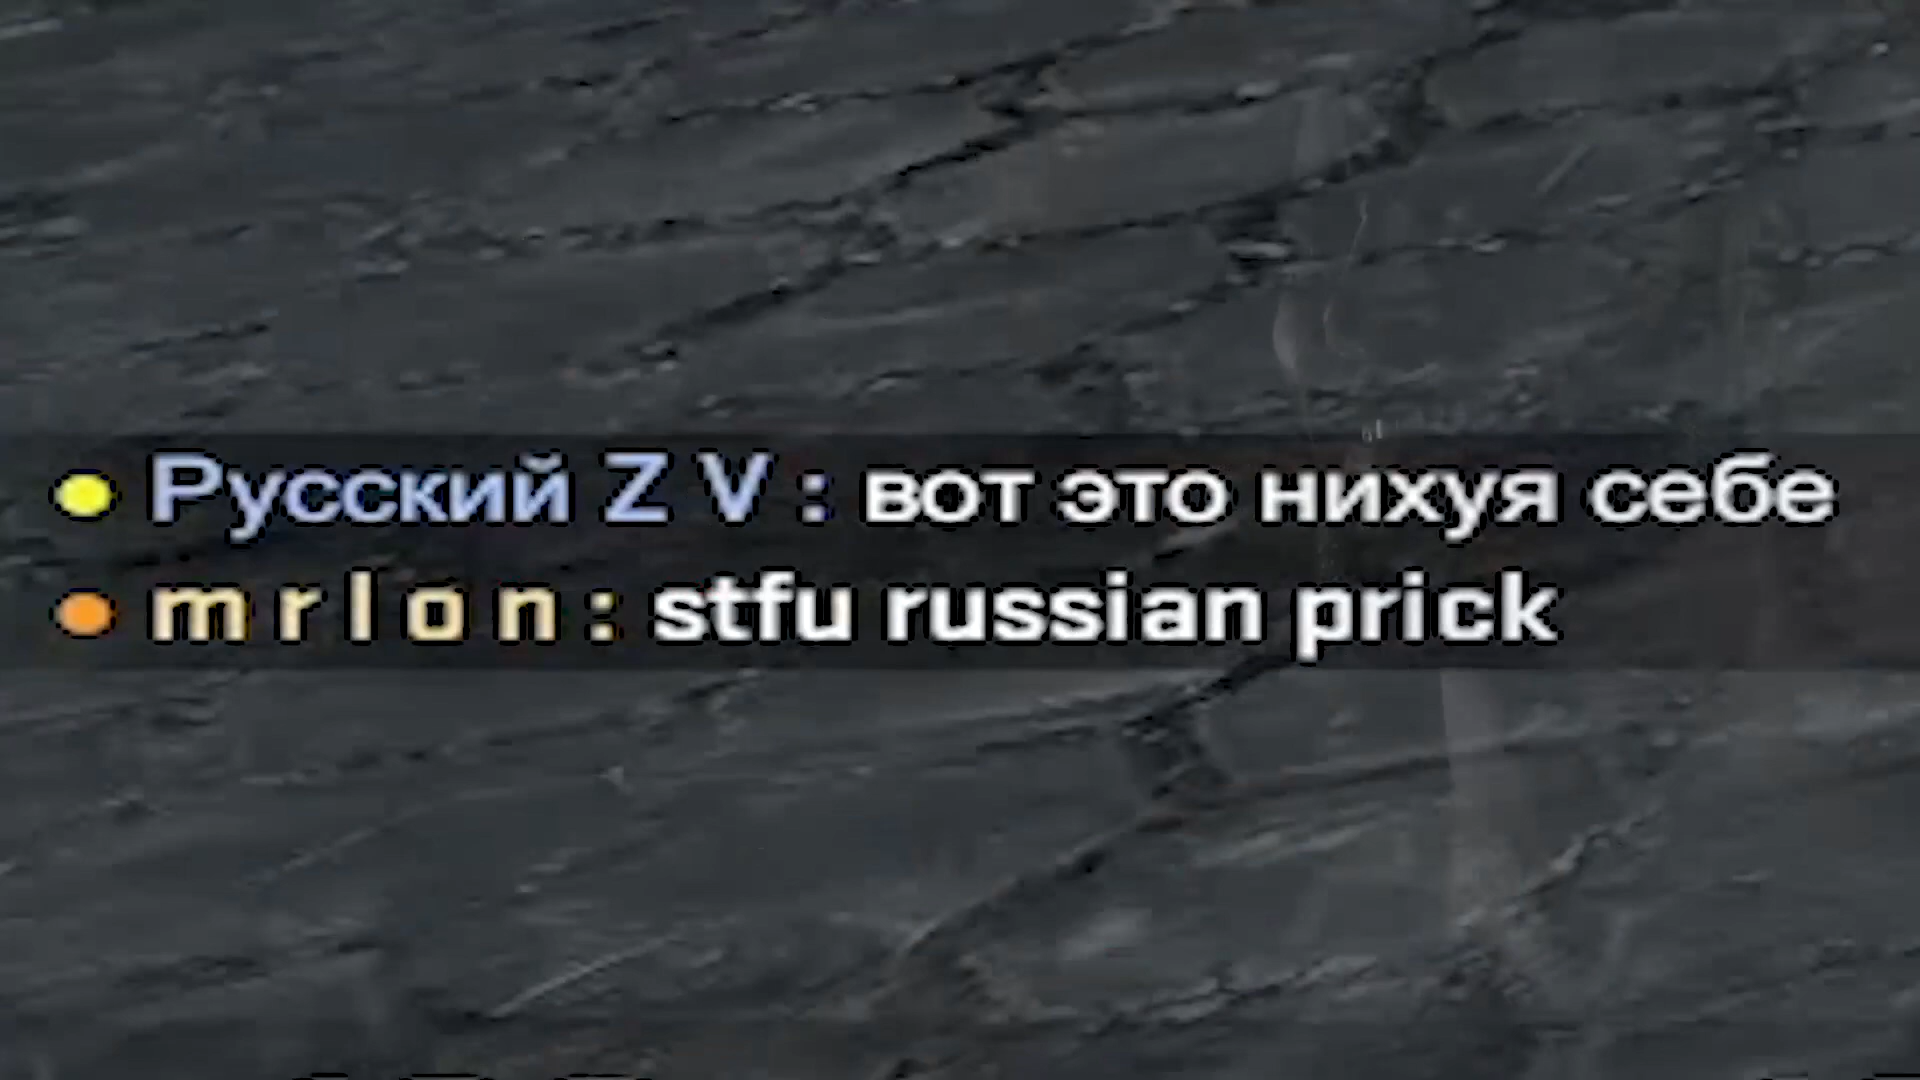 Русский Z V : вот это нихуя себе
m r l o n : stfu russian prick